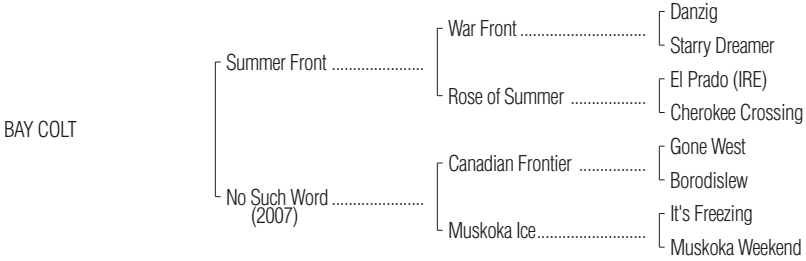 Danzig
War Front
Starry Dreamer
Summer Front
El Prado (IRE)
Rose of Summer
Cherokee Crossing
BAY COLT
Gone West
Canadian Frontier
Borodislew
No Such Word
(2007)
It's Freezing
Muskoka Ice
Muskoka Weekend